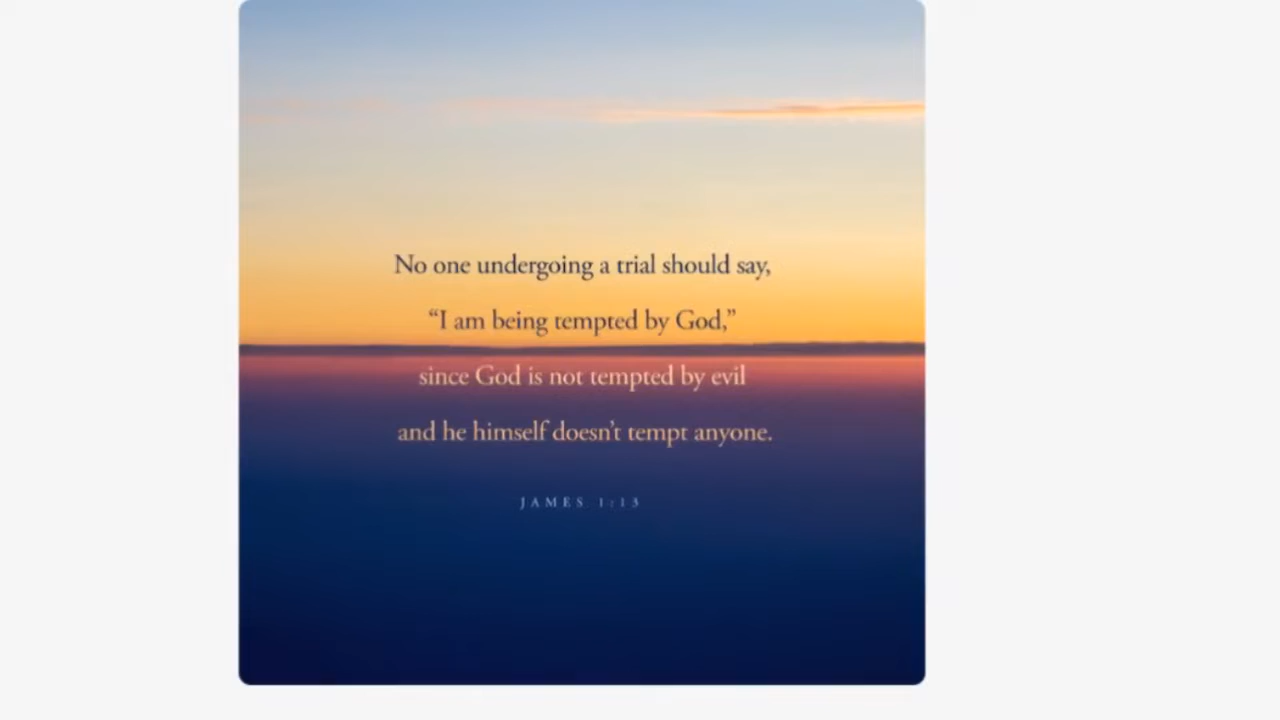 No one undergoing a trial should say,
“I am being tempted by God,”
since God is not tempted by evil
and he himself doesn’t tempt anyone.
JAMES 1:13